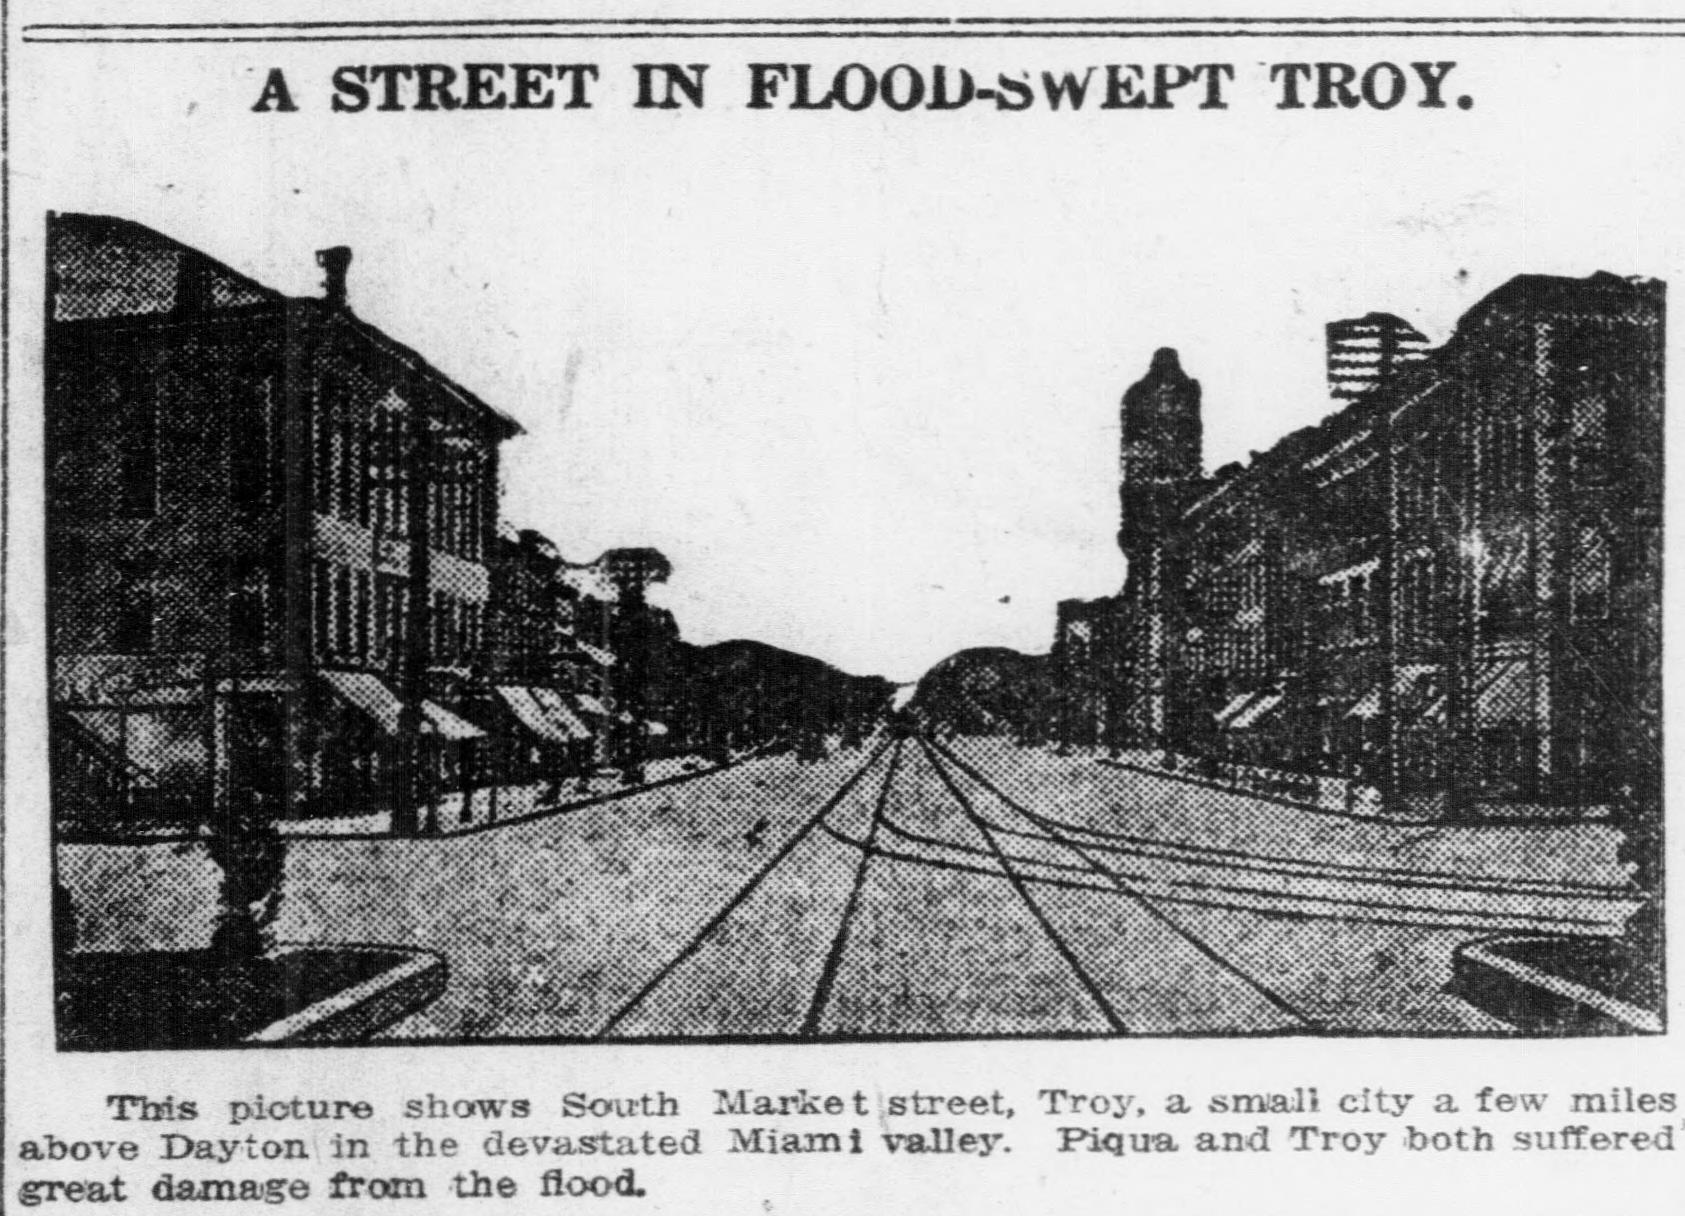 A STREET IN FLOOD-SWEPT TROY.
This picture shows South Market street, Troy, a small city a few miles
above Dayton in the devastated Miami valley. Piqua and Troy both suffered
great damage from the flood.